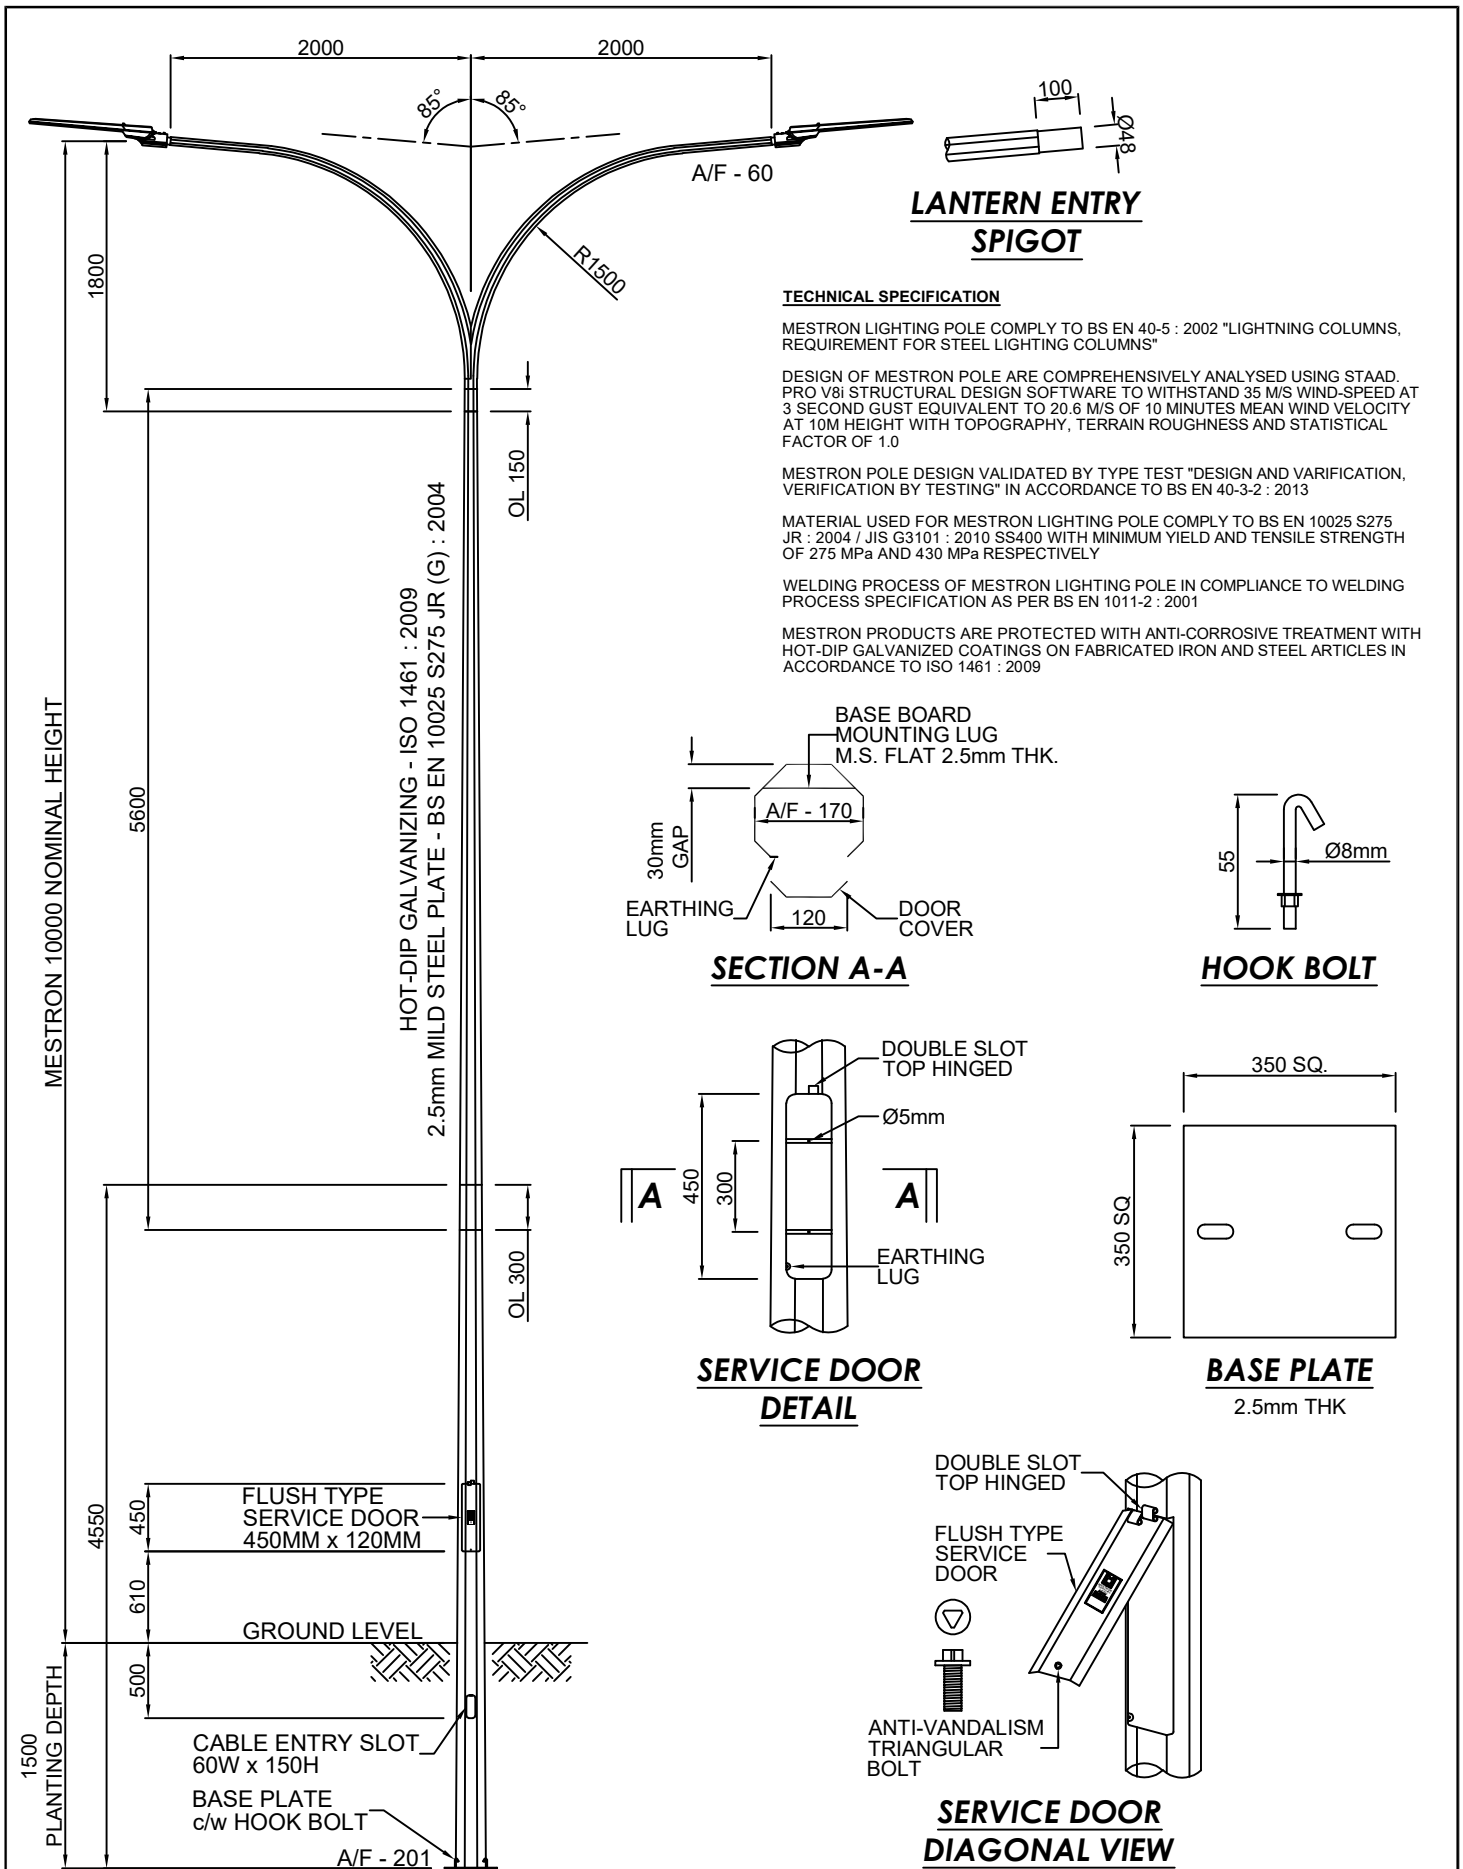 2000
2000
85°
85°
A/F - 60
R1500
1800
OL 150
100
Ø48
LANTERN ENTRY
SPIGOT
TECHNICAL SPECIFICATION
MESTRON LIGHTING POLE COMPLY TO BS EN 40-5 : 2002 "LIGHTNING COLUMNS,
REQUIREMENT FOR STEEL LIGHTING COLUMNS"
DESIGN OF MESTRON POLE ARE COMPREHENSIVELY ANALYSED USING STAAD.
PRO V8i STRUCTURAL DESIGN SOFTWARE TO WITHSTAND 35 M/S WIND-SPEED AT
3 SECOND GUST EQUIVALENT TO 20.6 M/S OF 10 MINUTES MEAN WIND VELOCITY
AT 10M HEIGHT WITH TOPOGRAPHY, TERRAIN ROUGHNESS AND STATISTICAL
FACTOR OF 1.0
MESTRON POLE DESIGN VALIDATED BY TYPE TEST "DESIGN AND VARIFICATION,
VERIFICATION BY TESTING" IN ACCORDANCE TO BS EN 40-3-2 : 2013
MATERIAL USED FOR MESTRON LIGHTING POLE COMPLY TO BS EN 10025 S275
JR : 2004 / JIS G3101 : 2010 SS400 WITH MINIMUM YIELD AND TENSILE STRENGTH
OF 275 MPa AND 430 MPa RESPECTIVELY
WELDING PROCESS OF MESTRON LIGHTING POLE IN COMPLIANCE TO WELDING
PROCESS SPECIFICATION AS PER BS EN 1011-2 : 2001
MESTRON PRODUCTS ARE PROTECTED WITH ANTI-CORROSIVE TREATMENT WITH
HOT-DIP GALVANIZED COATINGS ON FABRICATED IRON AND STEEL ARTICLES IN
ACCORDANCE TO ISO 1461 : 2009
MESTRON 10000 NOMINAL HEIGHT
5600
HOT-DIP GALVANIZING - ISO 1461 : 2009
2.5mm MILD STEEL PLATE - BS EN 10025 S275 JR (G) : 2004
OL 300
BASE BOARD
MOUNTING LUG
M.S. FLAT 2.5mm THK.
A/F - 170
30mm
GAP
EARTHING
LUG
120
DOOR
COVER
SECTION A-A
55
Ø8mm
HOOK BOLT
DOUBLE SLOT
TOP HINGED
Ø5mm
450
300
A
A
EARTHING
LUG
SERVICE DOOR
DETAIL
350 SQ.
350 SQ
BASE PLATE
2.5mm THK
4550
450
610
FLUSH TYPE
SERVICE DOOR
450MM x 120MM
GROUND LEVEL
500
1500
PLANTING DEPTH
CABLE ENTRY SLOT
60W x 150H
BASE PLATE
c/w HOOK BOLT
A/F - 201
DOUBLE SLOT
TOP HINGED
FLUSH TYPE
SERVICE
DOOR
ANTI-VANDALISM
TRIANGULAR
BOLT
SERVICE DOOR
DIAGONAL VIEW